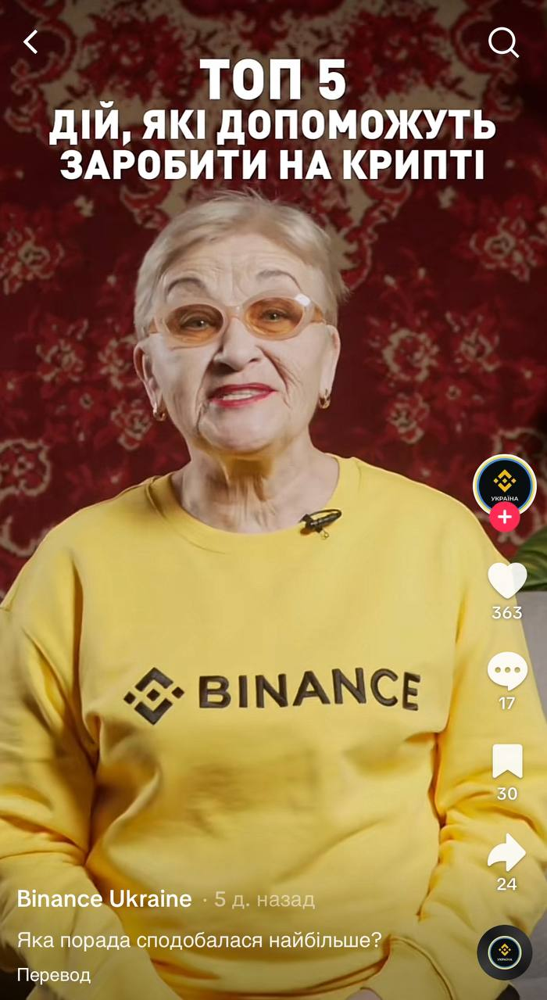 ТОП 5
ДІЙ, ЯКІ ДОПОМОЖУТЬ
ЗАРОБИТИ НА КРИПТІ
УКРАЇНА
363
17
BINANCE
30
24
Binance Ukraine · 5 д. назад
Яка порада сподобалася найбільше?
Перевод
УКРАЇНА